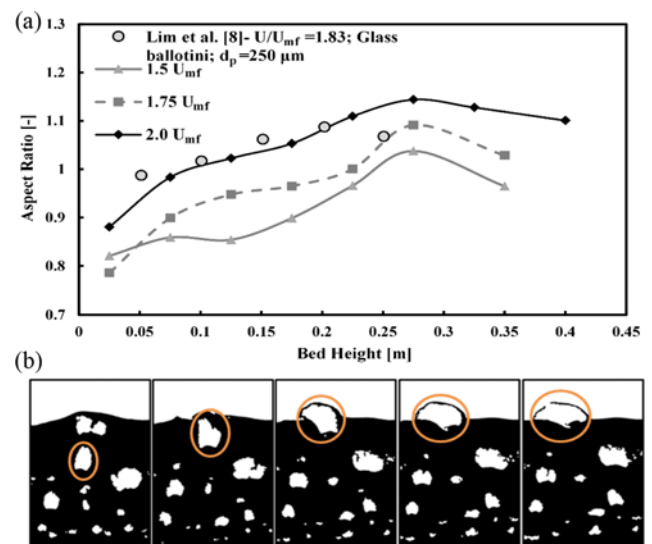 (a)
1.3
1.2
1.1
1
0.9
0.8
0.7
Aspect Ratio [-]
Lim et al. [8]- U/Umf =1.83; Glass
ballotini; dp =250 μm
1.5 Umf
1.75 Umf
2.0 Umf
0 0.05 0.1 0.15 0.2 0.25 0.3 0.35 0.4 0.45
Bed Height [m]
(b)